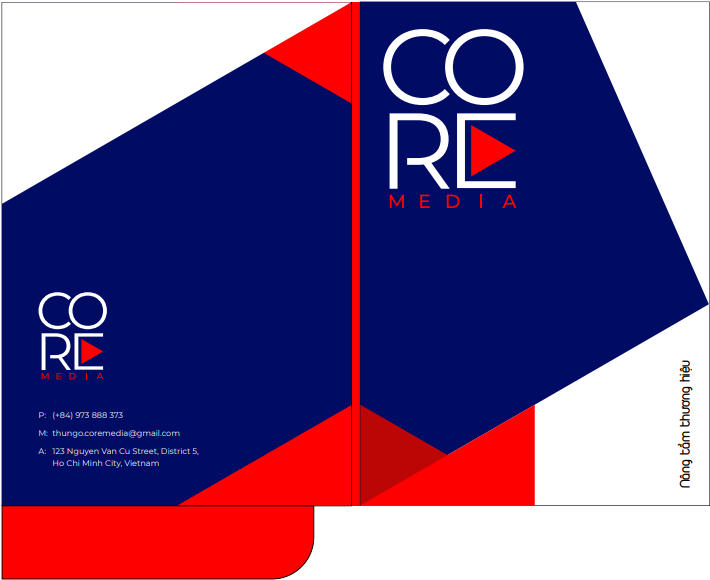 CO
RE
MEDIA
CO
RE
MEDIA
P: (+84) 973 888 373
M: thungo.coremedia@gmail.com
A: 123 Nguyen Van Cu Street, District 5,
Ho Chi Minh City, Vietnam
Nâng tầm thương hiệu